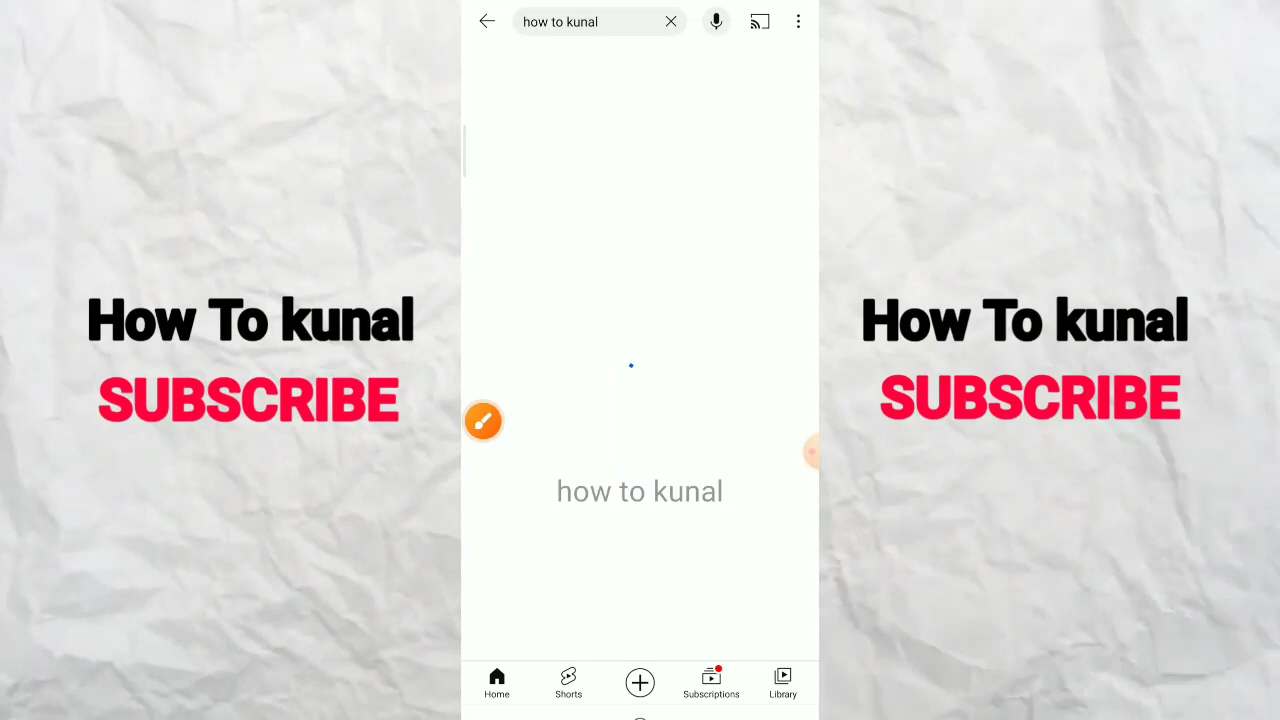 how to kunal
How To kunal
SUBSCRIBE
How To kunal
SUBSCRIBE
how to kunal
Home
Shorts
Subscriptions
Library